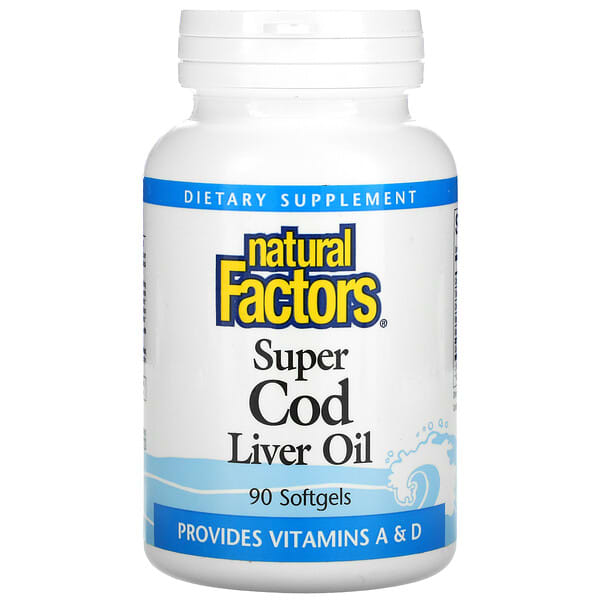 DIETARY SUPPLEMENT
natural
Factors®
Super
Cod
Liver Oil
90 Softgels
PROVIDES VITAMINS A & D